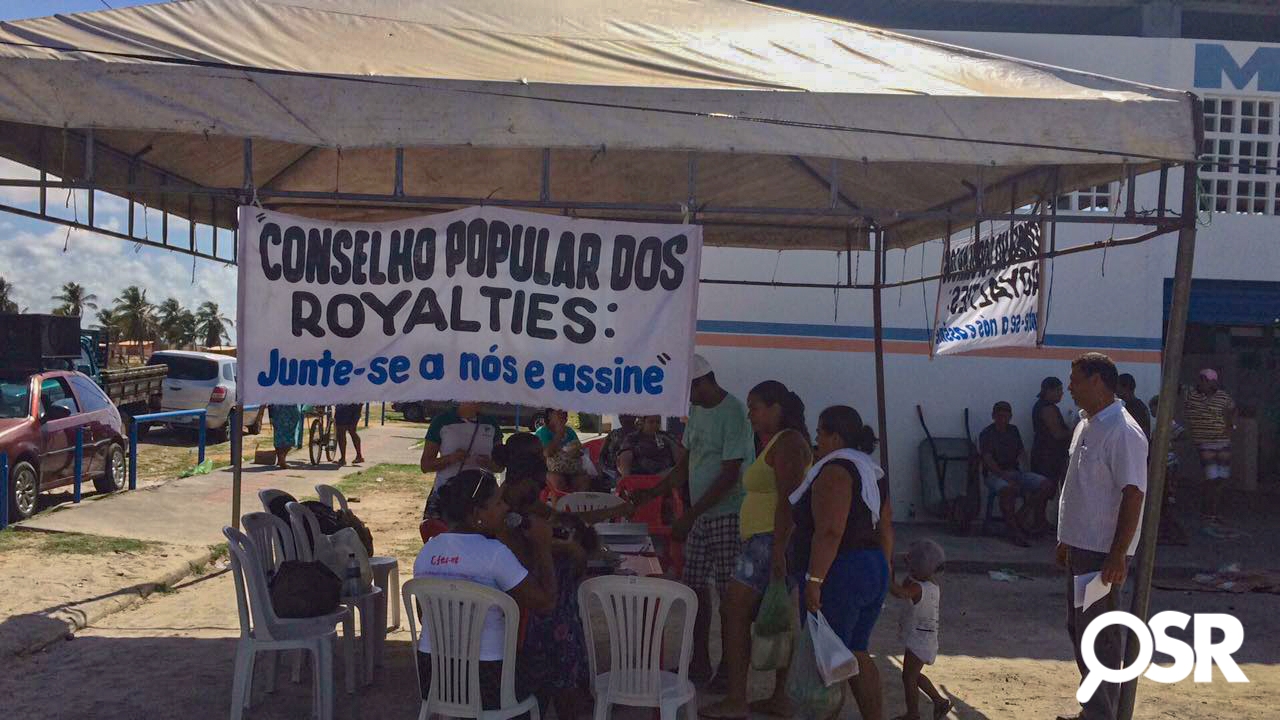 "CONSELHO POPULAR DOS
ROYALTIES:
Junte-se a nós e assine"
M
OSR